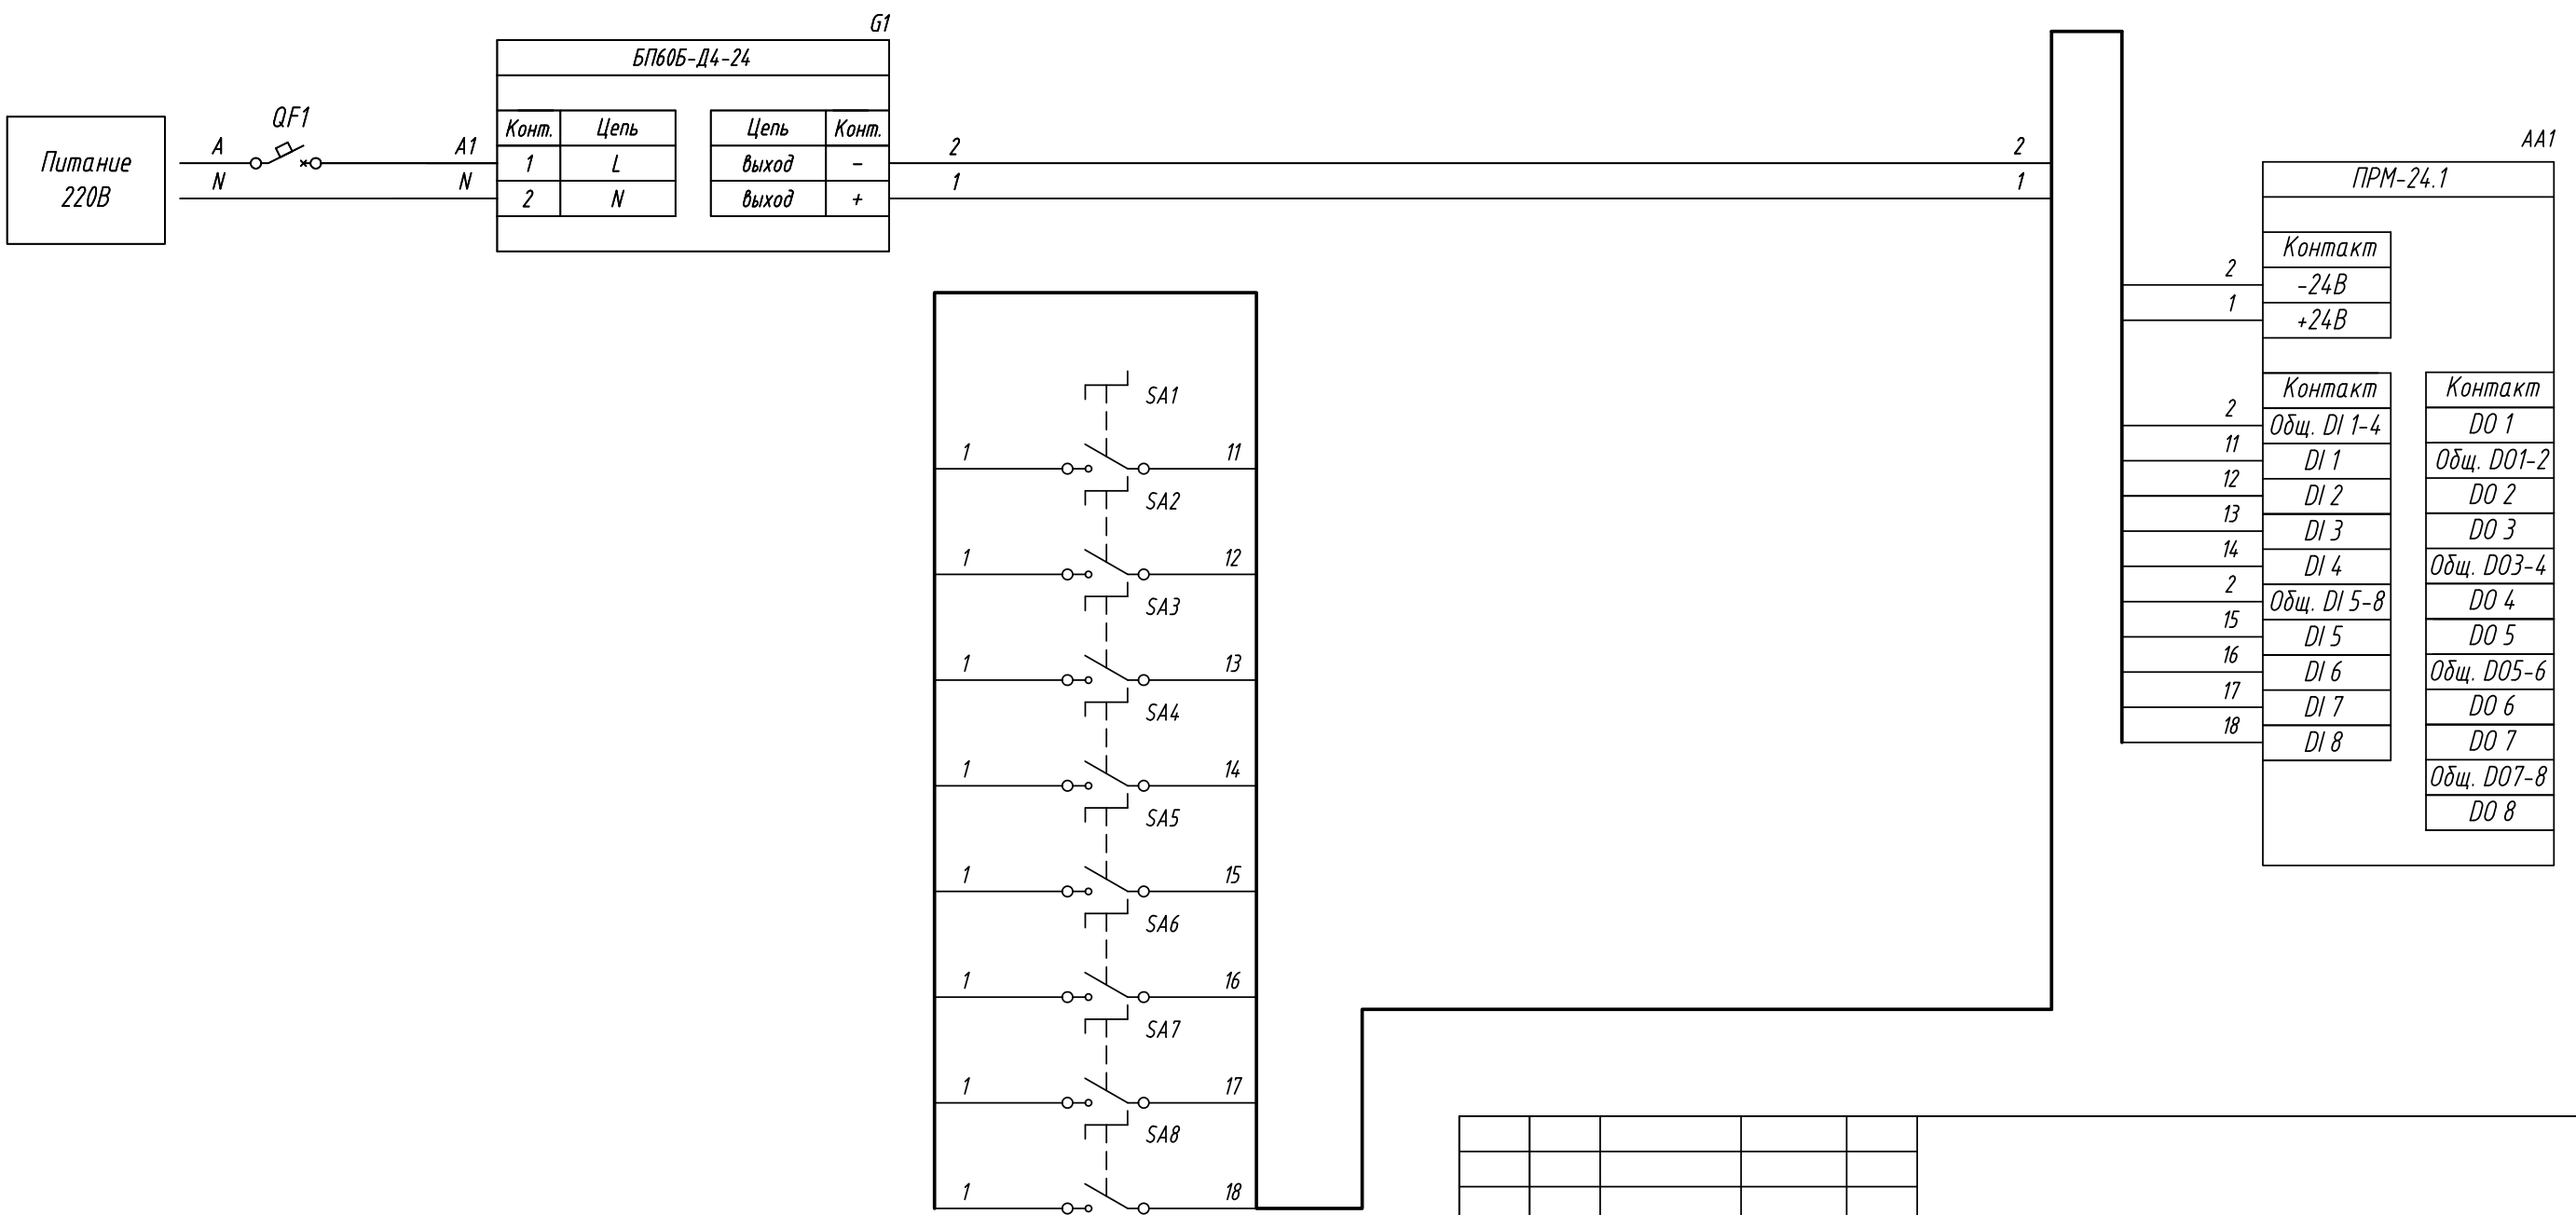 G1
БП60Б-Д4-24
Питание
220В
QF1
A
A1
N
N
Конт.
Цепь
Цепь
Конт.
1
L
выход
-
2
N
выход
+
2
2
1
1
AA1
ПРМ-24.1
Контакт
2
-24В
1
+24В
Контакт
Контакт
2
Общ. DI 1-4
DO 1
11
DI 1
Общ. DO1-2
12
DI 2
DO 2
13
DI 3
DO 3
14
DI 4
Общ. DO3-4
2
Общ. DI 5-8
DO 4
15
DI 5
DO 5
16
DI 6
Общ. DO5-6
17
DI 7
DO 6
18
DI 8
DO 7
Общ. DO7-8
DO 8
SA1
1
11
SA2
1
12
SA3
1
13
SA4
1
14
SA5
1
15
SA6
1
16
SA7
1
17
SA8
1
18